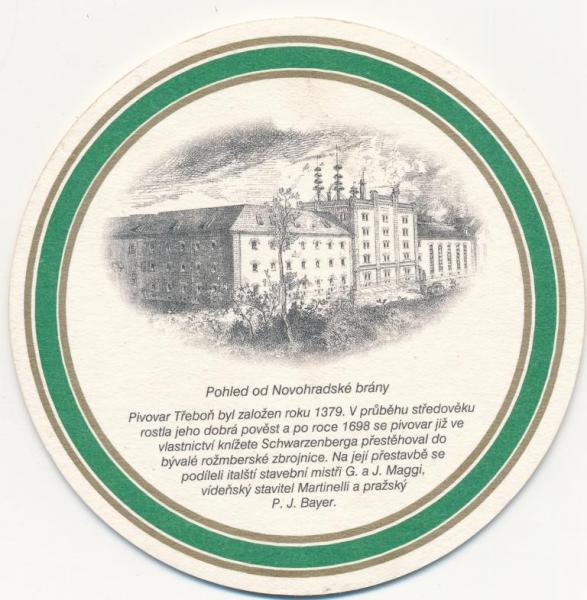 Pohled od Novohradské brány
Pivovar Třeboň byl založen roku 1379. V průběhu středověku
rostla jeho dobrá pověst a po roce 1698 se pivovar již ve
vlastnictví knížete Schwarzenberga přestěhoval do
bývalé rožmberské zbrojnice. Na její přestavbě se
podíleli italští stavební mistři G. a J. Maggi,
vídeňský stavitel Martinelli a pražský
P. J. Bayer.